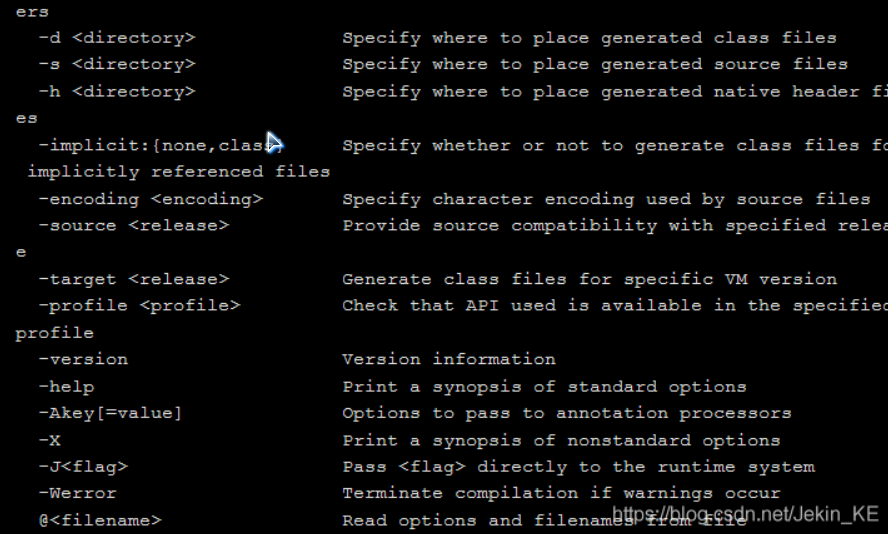 ers
-d <directory> Specify where to place generated class files
-s <directory> Specify where to place generated source files
-h <directory> Specify where to place generated native header fi
es
-implicit:{none,class} Specify whether or not to generate class files fo
implicitly referenced files
-encoding <encoding> Specify character encoding used by source files
-source <release> Provide source compatibility with specified relea
e
-target <release> Generate class files for specific VM version
-profile <profile> Check that API used is available in the specified
profile
-version Version information
-help Print a synopsis of standard options
-Akey[=value] Options to pass to annotation processors
-X Print a synopsis of nonstandard options
-J<flag> Pass <flag> directly to the runtime system
-Werror Terminate compilation if warnings occur
@<filename> Read options and filenames from file
https://blog.csdn.net/Jekin_KE